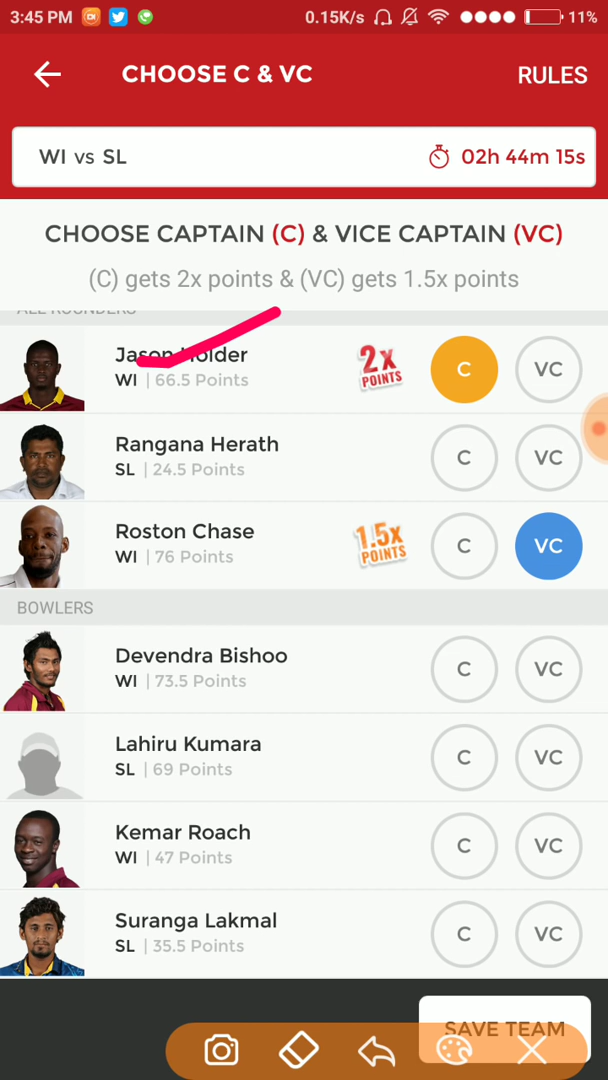 3:45 PM 0.15K/s 11%
CHOOSE C & VC RULES
WI vs SL 02h 44m 15s
CHOOSE CAPTAIN (C) & VICE CAPTAIN (VC)
(C) gets 2x points & (VC) gets 1.5x points
ALL ROUNDERS
Jason Holder
WI | 66.5 Points
2X POINTS
C VC
Rangana Herath
SL | 24.5 Points
C VC
Roston Chase
WI | 76 Points
1.5X POINTS
C VC
BOWLERS
Devendra Bishoo
WI | 73.5 Points
C VC
Lahiru Kumara
SL | 69 Points
C VC
Kemar Roach
WI | 47 Points
C VC
Suranga Lakmal
SL | 35.5 Points
C VC
SAVE TEAM